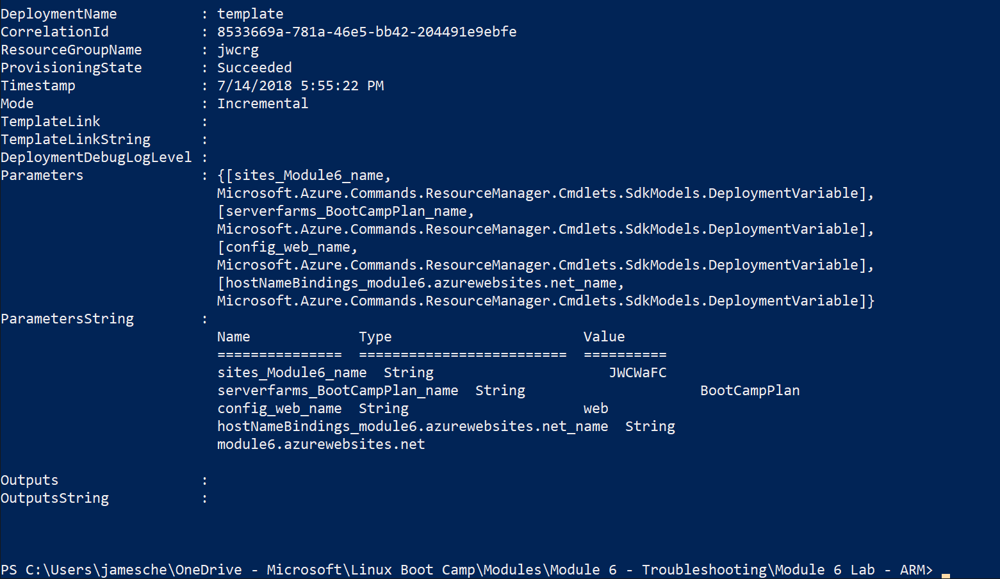 DeploymentName          : template
CorrelationId           : 8533669a-781a-46e5-bb42-204491e9ebfe
ResourceGroupName       : jwcrg
ProvisioningState       : Succeeded
Timestamp               : 7/14/2018 5:55:22 PM
Mode                    : Incremental
TemplateLink            :
TemplateLinkString      :
DeploymentDebugLogLevel :
Parameters              : {[sites_Module6_name,
                          Microsoft.Azure.Commands.ResourceManager.Cmdlets.SdkModels.DeploymentVariable],
                          [serverfarms_BootCampPlan_name,
                          Microsoft.Azure.Commands.ResourceManager.Cmdlets.SdkModels.DeploymentVariable],
                          [config_web_name,
                          Microsoft.Azure.Commands.ResourceManager.Cmdlets.SdkModels.DeploymentVariable],
                          [hostNameBindings_module6.azurewebsites.net_name,
                          Microsoft.Azure.Commands.ResourceManager.Cmdlets.SdkModels.DeploymentVariable]}
ParametersString        :
                          Name             Type                       Value
                          ===============  =========================  ==========
                          sites_Module6_name  String                     JWCWaFC
                          serverfarms_BootCampPlan_name  String                     BootCampPlan
                          config_web_name  String                     web
                          hostNameBindings_module6.azurewebsites.net_name  String
                          module6.azurewebsites.net
Outputs                 :
OutputsString           :
PS C:\Users\jamesche\OneDrive - Microsoft\Linux Boot Camp\Modules\Module 6 - Troubleshooting\Module 6 Lab - ARM>